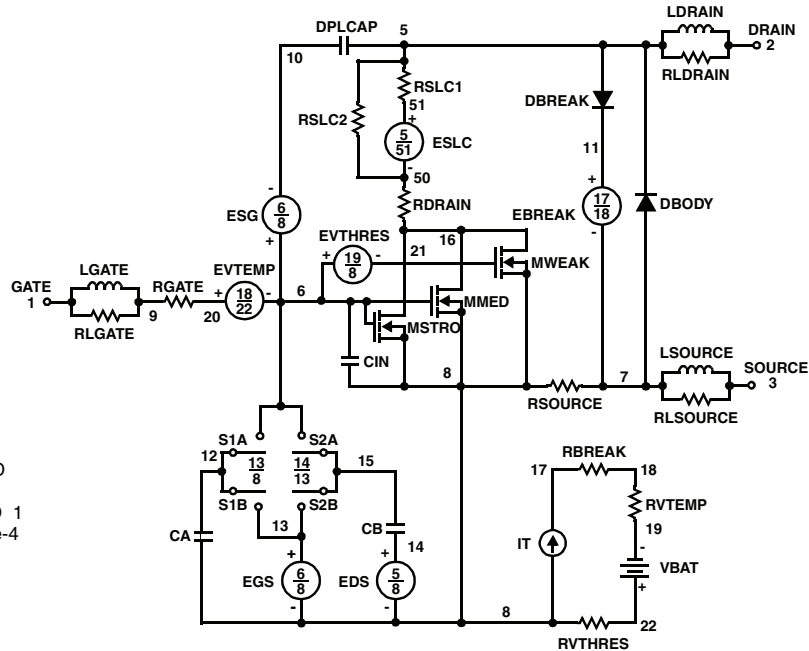 LDRAIN
DPLCAP
5
DRAIN
2
10
RLDRAIN
RSLC1
51
DBREAK
RSLC2
+
5
51
ESLC
-
11
50
-
RDRAIN
+
17
18
EBREAK
DBODY
6
8
ESG
EVTHRES
16
-
+
+
19
8
-
21
MWEAK
LGATE
EVTEMP
GATE
1
RGATE
+
18
22
-
6
MMED
9
20
MSTRO
RLGATE
LSOURCE
CIN
8
7
SOURCE
3
RSOURCE
RLSOURCE
S1A
S2A
12
13
8
14
13
15
RBREAK
17
18
S1B
S2B
RVTEMP
13
CB
CA
14
IT
19
-
+
+
VBAT
EGS
6
8
EDS
5
8
+
-
-
8
22
RVTHRES
1
e-4